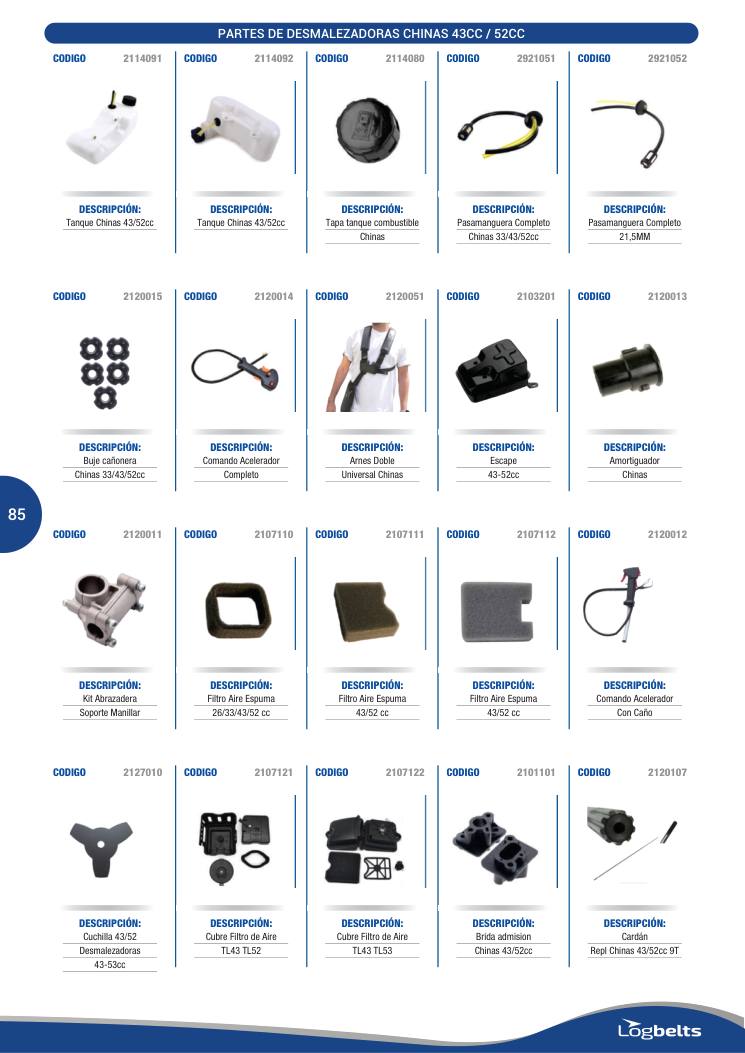 PARTES DE DESMALEZADORAS CHINAS 43CC / 52CC
CODIGO 2114091
CODIGO 2114092
CODIGO 2114080
CODIGO 2921051
CODIGO 2921052
DESCRIPCIÓN:
Tanque Chinas 43/52cc
DESCRIPCIÓN:
Tanque Chinas 43/52cc
DESCRIPCIÓN:
Tapa tanque combustible
Chinas
DESCRIPCIÓN:
Pasamanguera Completo
Chinas 33/43/52cc
DESCRIPCIÓN:
Pasamanguera Completo
21,5MM
CODIGO 2120015
CODIGO 2120014
CODIGO 2120051
CODIGO 2103201
CODIGO 2120013
DESCRIPCIÓN:
Buje cañonera
Chinas 33/43/52cc
DESCRIPCIÓN:
Comando Acelerador
Completo
DESCRIPCIÓN:
Arnes Doble
Universal Chinas
DESCRIPCIÓN:
Escape
43-52cc
DESCRIPCIÓN:
Amortiguador
Chinas
85
CODIGO 2120011
CODIGO 2107110
CODIGO 2107111
CODIGO 2107112
CODIGO 2120012
DESCRIPCIÓN:
Kit Abrazadera
Soporte Manillar
DESCRIPCIÓN:
Filtro Aire Espuma
26/33/43/52 cc
DESCRIPCIÓN:
Filtro Aire Espuma
43/52 cc
DESCRIPCIÓN:
Filtro Aire Espuma
43/52 cc
DESCRIPCIÓN:
Comando Acelerador
Con Caño
CODIGO 2127010
CODIGO 2107121
CODIGO 2107122
CODIGO 2101101
CODIGO 2120107
DESCRIPCIÓN:
Cuchilla 43/52
Desmalezadoras
43-53cc
DESCRIPCIÓN:
Cubre Filtro de Aire
TL43 TL52
DESCRIPCIÓN:
Cubre Filtro de Aire
TL43 TL53
DESCRIPCIÓN:
Brida admision
Chinas 43/52cc
DESCRIPCIÓN:
Cardán
Repl Chinas 43/52cc 9T
Logbelts